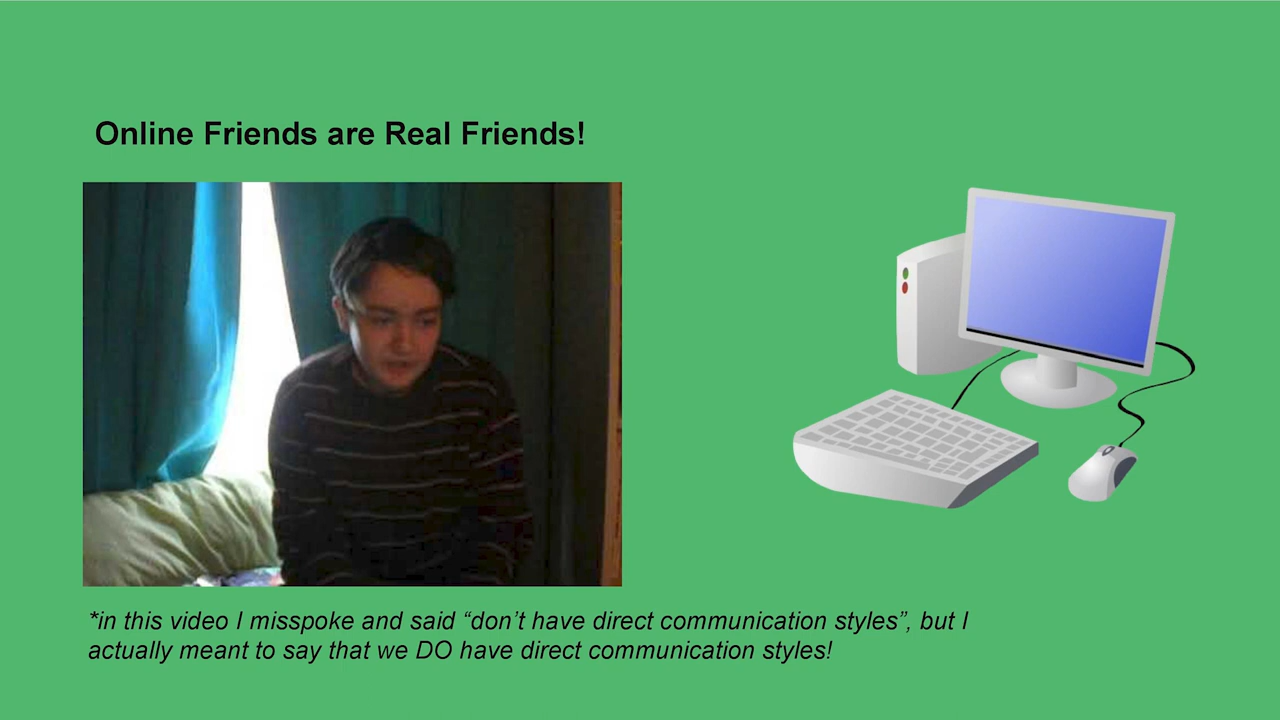 Online Friends are Real Friends!
*in this video I misspoke and said “don’t have direct communication styles”, but I
actually meant to say that we DO have direct communication styles!